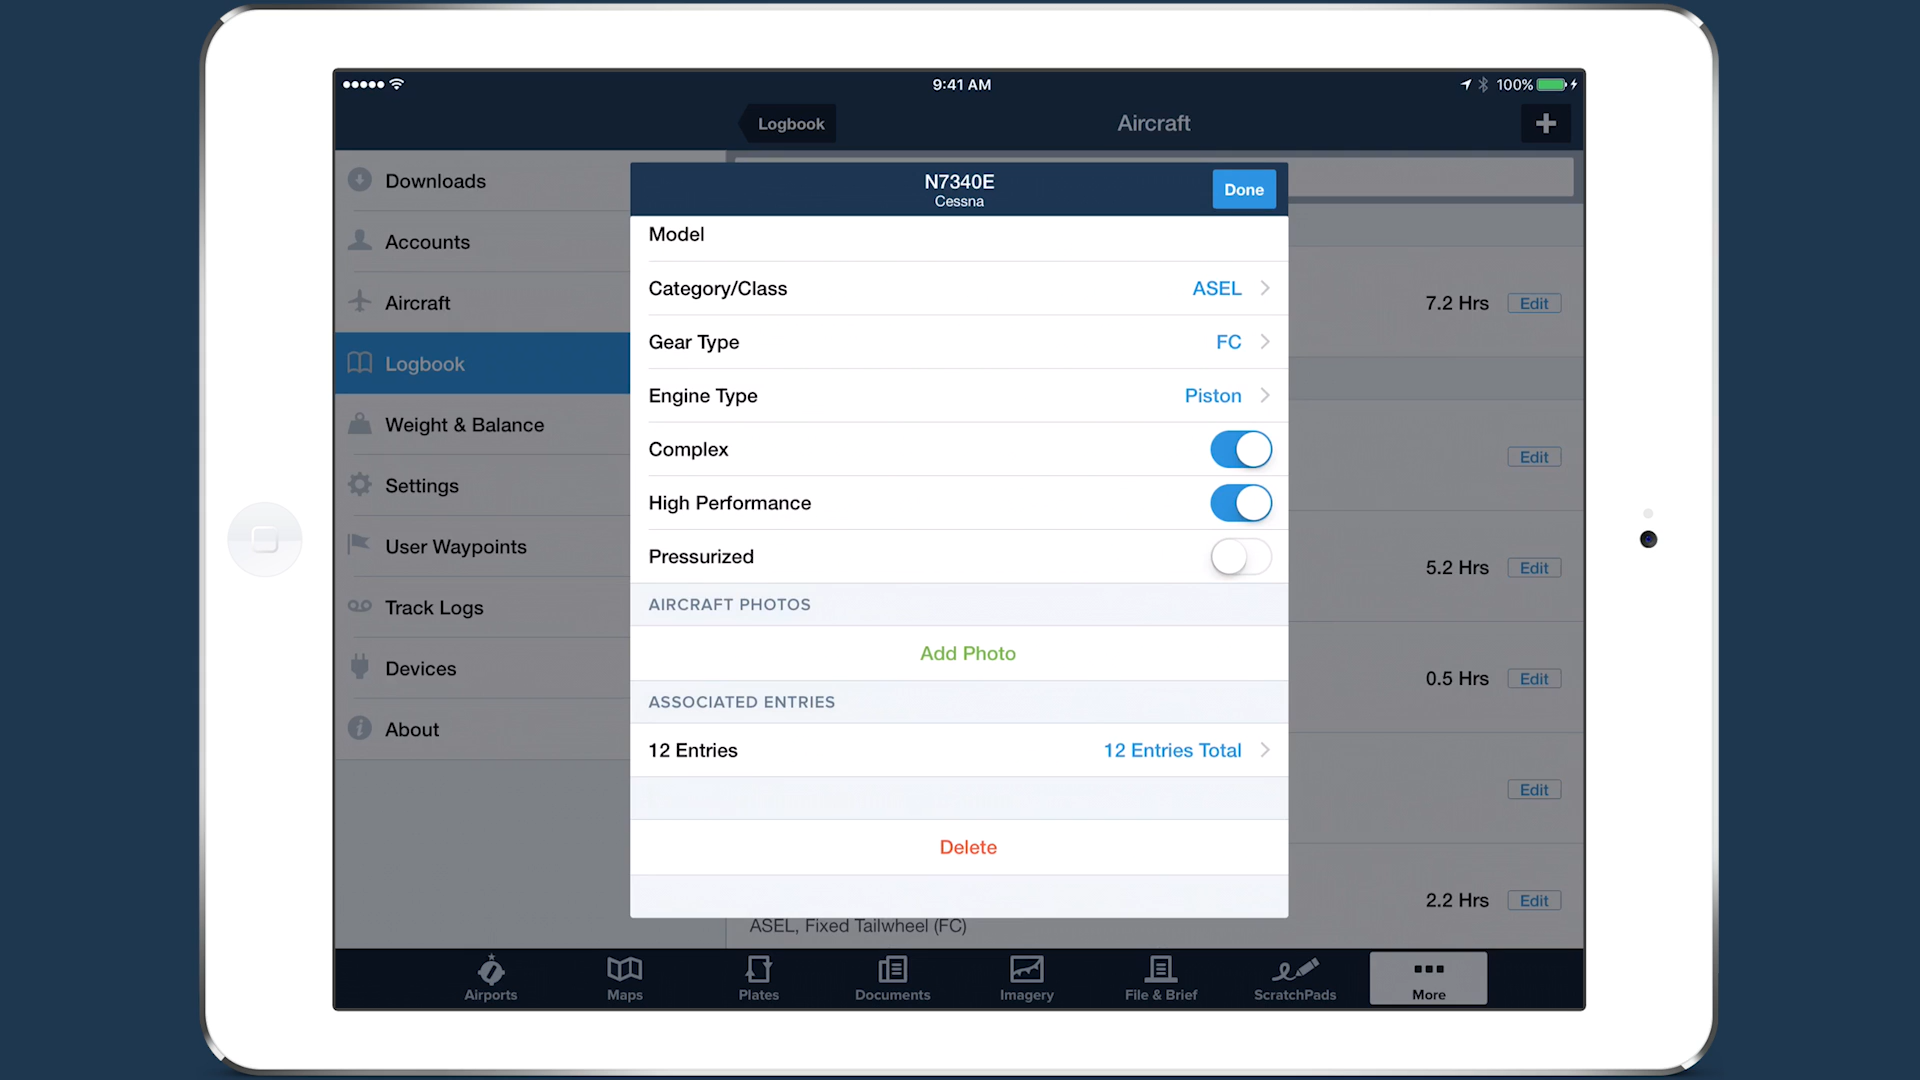 9:41 AM
100%
Logbook
Aircraft
Downloads
Accounts
Aircraft
Logbook
Weight & Balance
Settings
User Waypoints
Track Logs
Devices
About
N7340E
Cessna
Done
Model
Category/Class ASEL
Gear Type FC
Engine Type Piston
Complex
High Performance
Pressurized
AIRCRAFT PHOTOS
Add Photo
ASSOCIATED ENTRIES
12 Entries 12 Entries Total
Delete
7.2 Hrs Edit
Edit
5.2 Hrs Edit
0.5 Hrs Edit
Edit
2.2 Hrs Edit
ASEL, Fixed Tailwheel (FC)
Airports
Maps
Plates
Documents
Imagery
File & Brief
ScratchPads
More